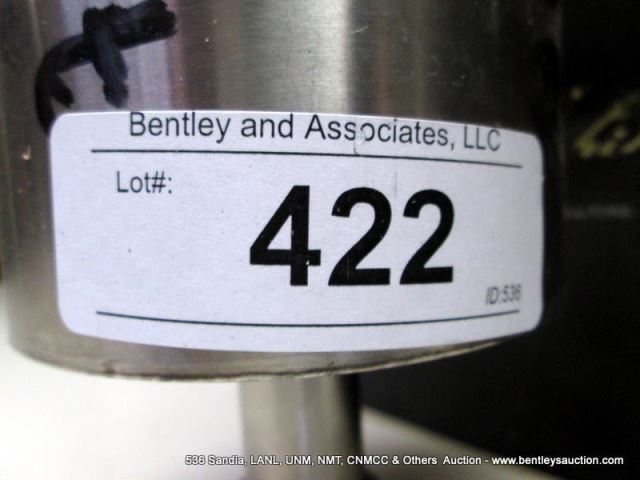 Bentley and Associates, LLC
Lot#:
422
ID:536
536 Sandia, LANL, UNM, NMT, CNMCC & Others Auction - www.bentleysauction.com